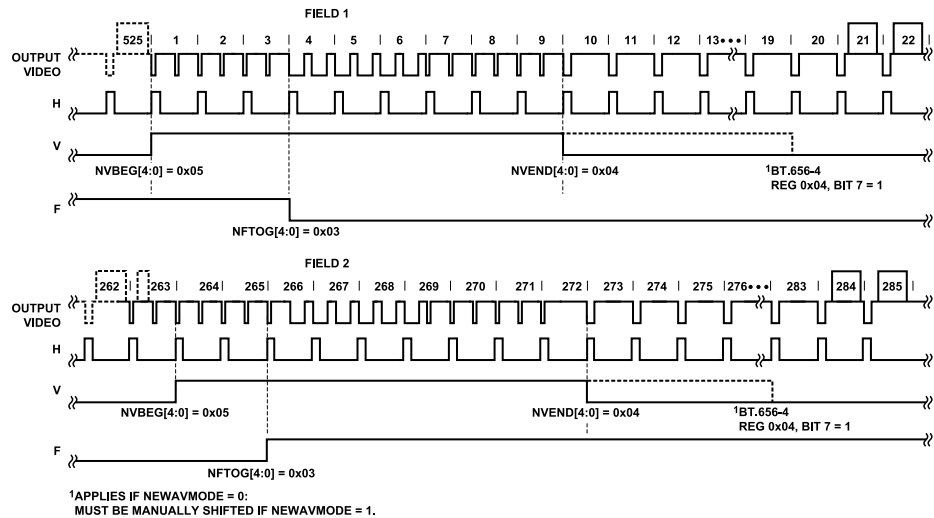 FIELD 1
525 1 2 3 4 5 6 7 8 9 10 11 12 13••• 19 20 21 22
OUTPUT
VIDEO
H
V
NVBEG[4:0] = 0x05 NVEND[4:0] = 0x04 1BT.656-4
REG 0x04, BIT 7 = 1
F
NFTOG[4:0] = 0x03
FIELD 2
262 263 264 265 266 267 268 269 270 271 272 273 274 275 276••• 283 284 285
OUTPUT
VIDEO
H
V
NVBEG[4:0] = 0x05 NVEND[4:0] = 0x04 1BT.656-4
REG 0x04, BIT 7 = 1
F
NFTOG[4:0] = 0x03
1APPLIES IF NEWAVMODE = 0:
MUST BE MANUALLY SHIFTED IF NEWAVMODE = 1.